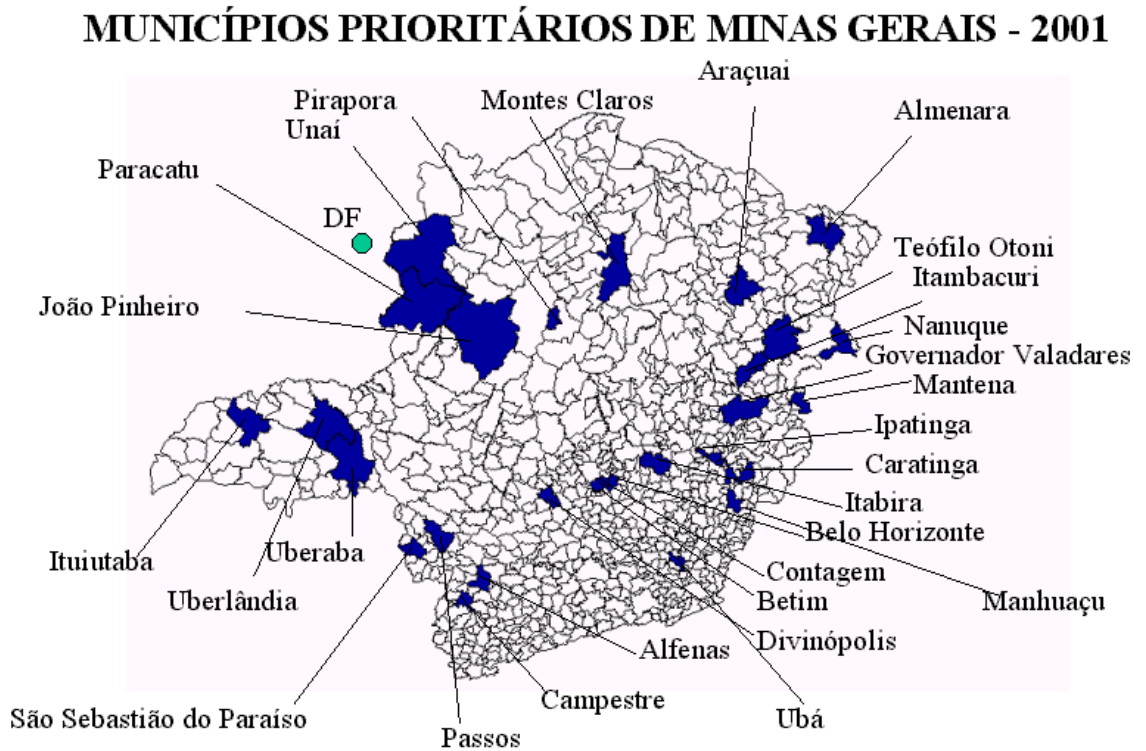 MUNICÍPIOS PRIORITÁRIOS DE MINAS GERAIS - 2001
Araçuai
Pirapora
Montes Claros
Almenara
Unaí
Paracatu
DF
Teófilo Otoni
Itambacuri
João Pinheiro
Nanuque
Governador Valadares
Mantena
Ipatinga
Caratinga
Itabira
Belo Horizonte
Ituiutaba
Uberaba
Contagem
Uberlândia
Betim
Manhuaçu
Divinópolis
Alfenas
Campestre
São Sebastião do Paraíso
Ubá
Passos